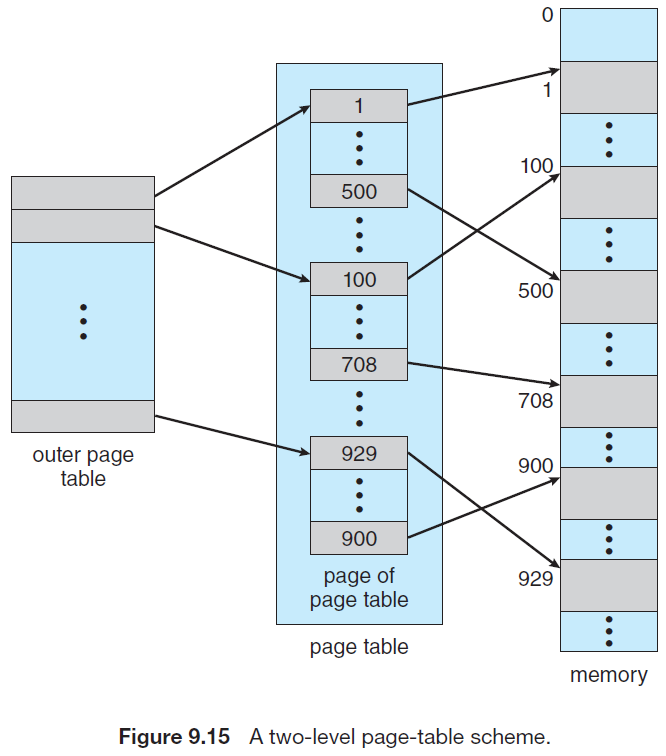 0
1
1
500
100
100
500
708
708
929
900
900
929
outer page
table
page of
page table
page table
memory
Figure 9.15 A two-level page-table scheme.